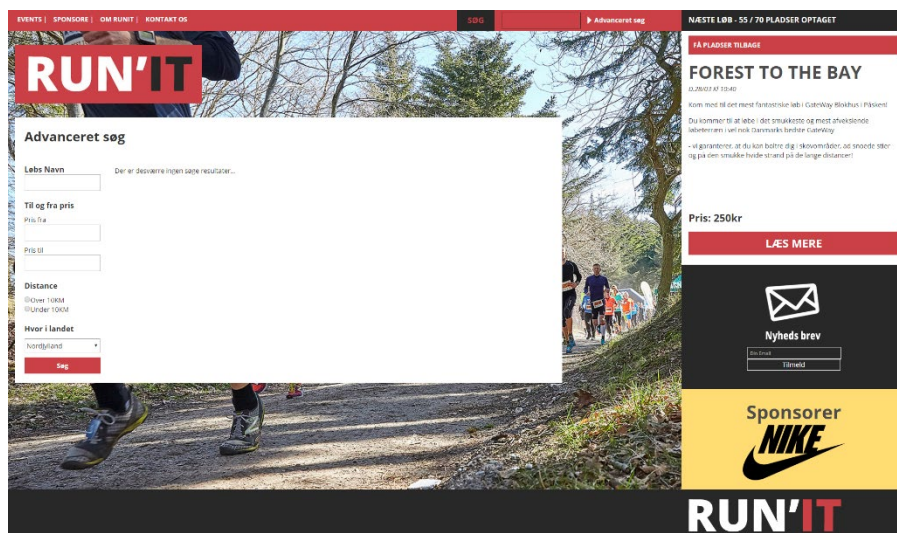 EVENTS | SPONSORE | OM RUNIT | KONTAKT OS
SØG
Advanceret søg
RUN'IT
Advanceret søg
Løbs Navn
Der er desværre ingen søge resultater...
Til og fra pris
Pris fra
Pris til
Distance
Over 10KM
Under 10KM
Hvor i landet
Nordjylland
Søg
NÆSTE LØB - 55 / 70 PLADSER OPTAGET
FÅ PLADSER TILBAGE
FOREST TO THE BAY
D.28/03 Kl 10:40
Kom med til det mest fantastiske løb i GateWay Blokhus i Påsken!
Du kommer til at løbe i det smukkeste og mest afvekslende
løbeterræn i vel nok Danmarks bedste GateWay
- vi garanterer, at du kan boltre dig i skovområder, ad snoede stier
og på den smukke hvide strand på de lange distancer!
Pris: 250kr
LÆS MERE
Nyheds brev
Din Email
Tilmeld
Sponsorer
NIKE
RUN'IT